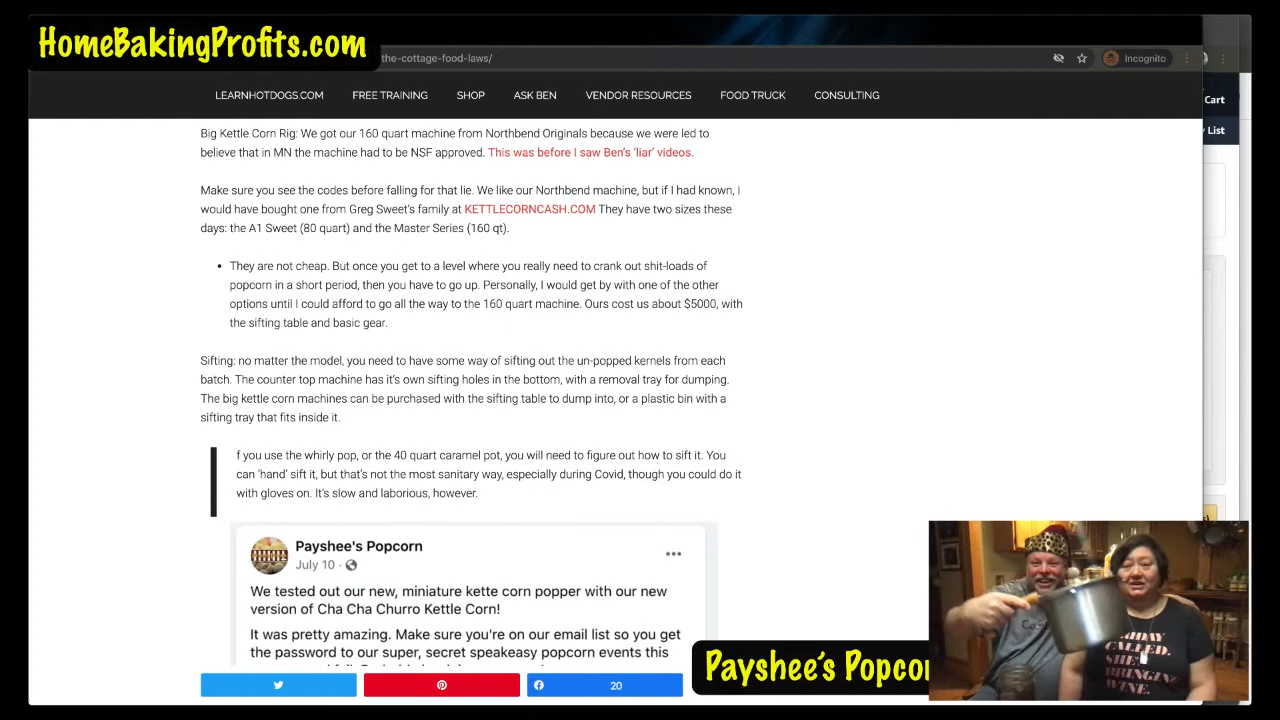 HomeBakingProfits.com
the-cottage-food-laws/
Incognito
Cart
List
LEARNHOTDOGS.COM FREE TRAINING SHOP ASK BEN VENDOR RESOURCES FOOD TRUCK CONSULTING
Big Kettle Corn Rig: We got our 160 quart machine from Northbend Originals because we were led to
believe that in MN the machine had to be NSF approved. This was before I saw Ben's 'liar' videos.
Make sure you see the codes before falling for that lie. We like our Northbend machine, but if I had known, I
would have bought one from Greg Sweet's family at KETTLECORNCASH.COM They have two sizes these
days: the A1 Sweet (80 quart) and the Master Series (160 qt).
• They are not cheap. But once you get to a level where you really need to crank out shit-loads of
popcorn in a short period, then you have to go up. Personally, I would get by with one of the other
options until I could afford to go all the way to the 160 quart machine. Ours cost us about $5000, with
the sifting table and basic gear.
Sifting: no matter the model, you need to have some way of sifting out the un-popped kernels from each
batch. The counter top machine has it's own sifting holes in the bottom, with a removal tray for dumping.
The big kettle corn machines can be purchased with the sifting table to dump into, or a plastic bin with a
sifting tray that fits inside it.
f you use the whirly pop, or the 40 quart caramel pot, you will need to figure out how to sift it. You
can 'hand' sift it, but that's not the most sanitary way, especially during Covid, though you could do it
with gloves on. It's slow and laborious, however.
Payshee's Popcorn
July 10
We tested out our new, miniature kette corn popper with our new
version of Cha Cha Churro Kettle Corn!
It was pretty amazing. Make sure you're on our email list so you get
the password to our super, secret speakeasy popcorn events this
20
Payshee's Popcor
CALLED.
SHE'S
BRINGING
WINE.